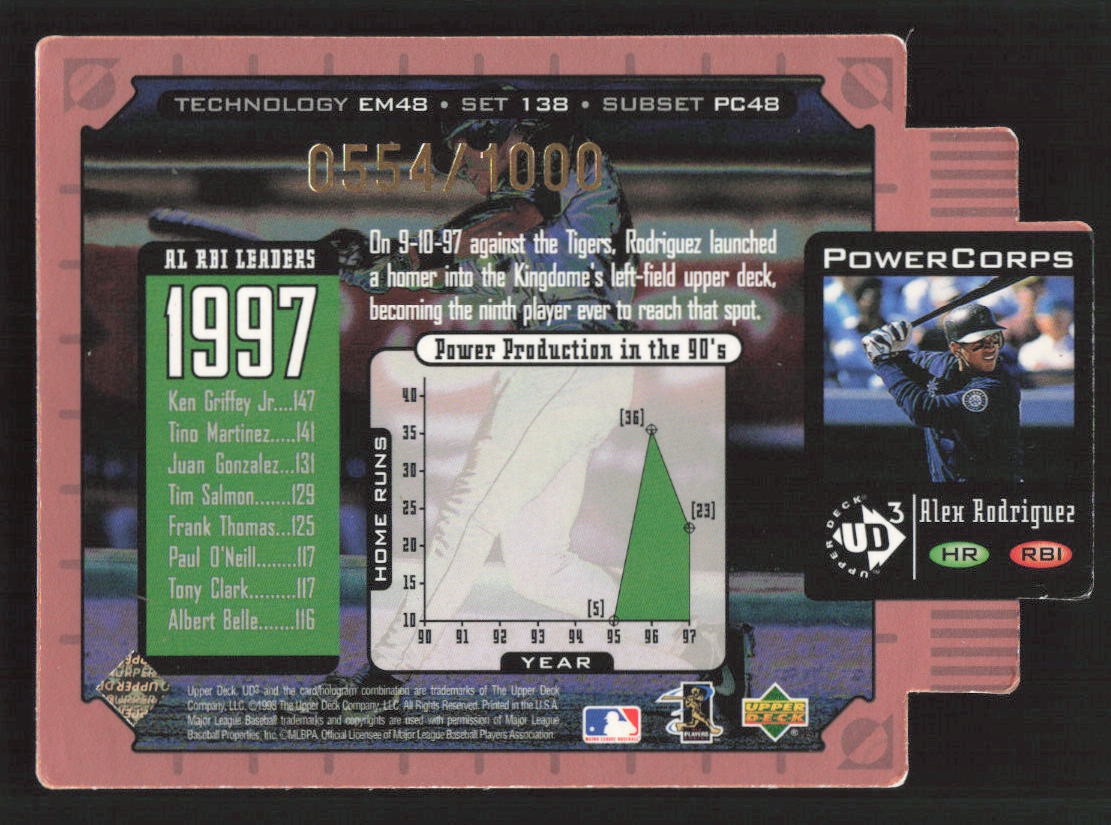 TECHNOLOGY EM48 • SET 138 • SUBSET PC48
0554/1000
On 9-10-97 against the Tigers, Rodriguez launched
a homer into the Kingdome's left-field upper deck,
becoming the ninth player ever to reach that spot.
AL RBI LEADERS
1997
Ken Griffey Jr....147
Tino Martinez.....141
Juan Gonzalez...131
Tim Salmon.......129
Frank Thomas...125
Paul O'Neill.......117
Tony Clark........117
Albert Belle.......116
Power Production in the 90's
HOME RUNS
40
35
30
25
20
15
10
[5]
[36]
[23]
90 91 92 93 94 95 96 97
YEAR
POWERCORPS
UPPER DECK
UD3
UPPER DECK
Alex Rodriguez
HR RBI
UPPER DECK
Upper Deck, UD³ and the card/hologram combination are trademarks of The Upper Deck
Company, LLC. ©1998 The Upper Deck Company, LLC. All Rights Reserved. Printed in the U.S.A.
Major League Baseball trademarks and copyrights are used with permission of Major League
Baseball Properties, Inc. ©MLBPA, Official Licensee of Major League Baseball Players Association.
MAJOR LEAGUE BASEBALL
PLAYERS
UPPER DECK ®